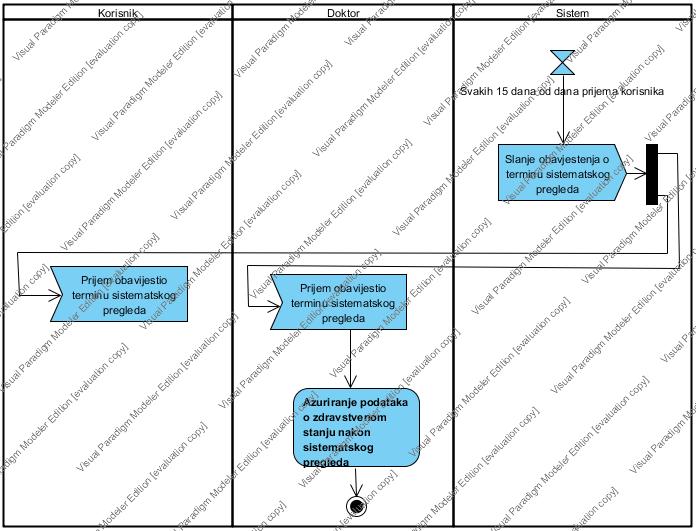 Korisnik
Doktor
Sistem
Svakih 15 dana od dana prijema korisnika
Slanje obavjestenja o
terminu sistematskog
pregleda
Prijem obavijestio
terminu sistematskog
pregleda
Prijem obavijestio
terminu sistematskog
pregleda
Azuriranje podataka
o zdravstvenom
stanju nakon
sistematskog
pregleda
Visual Paradigm Modeler Edition [evaluation copy]